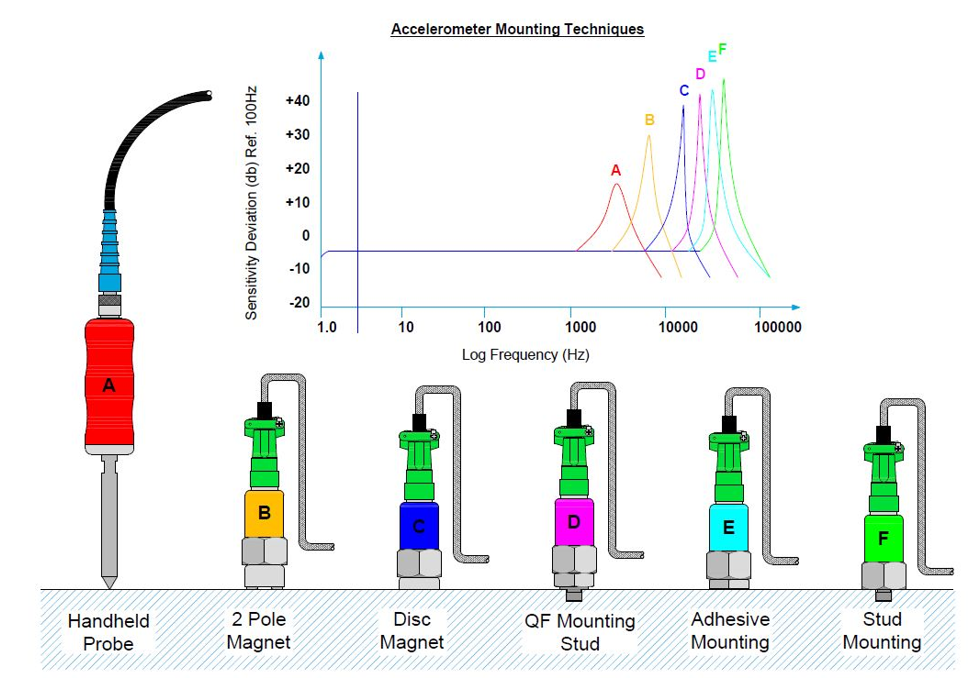 Accelerometer Mounting Techniques
Sensitivity Deviation (db) Ref. 100Hz
+40
+30
+20
+10
0
-10
-20
A
B
C
D
E
F
1.0
10
100
1000
10000
100000
Log Frequency (Hz)
A
B
C
D
E
F
Handheld
Probe
2 Pole
Magnet
Disc
Magnet
QF Mounting
Stud
Adhesive
Mounting
Stud
Mounting